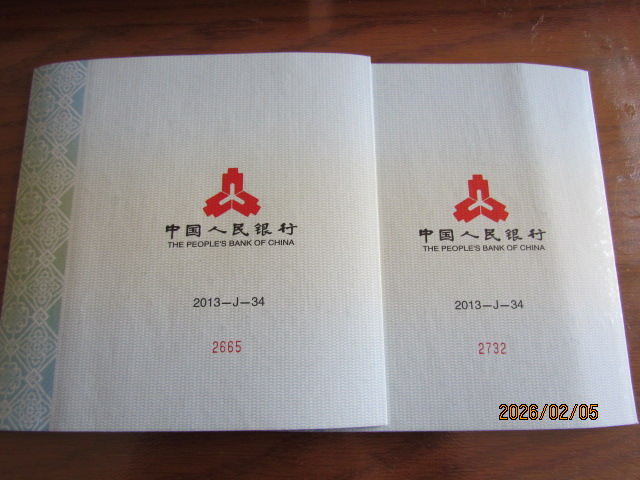 中国人民银行
THE PEOPLE'S BANK OF CHINA
2013—J—34
2665
中国人民银行
THE PEOPLE'S BANK OF CHINA
2013—J—34
2732
2026/02/05